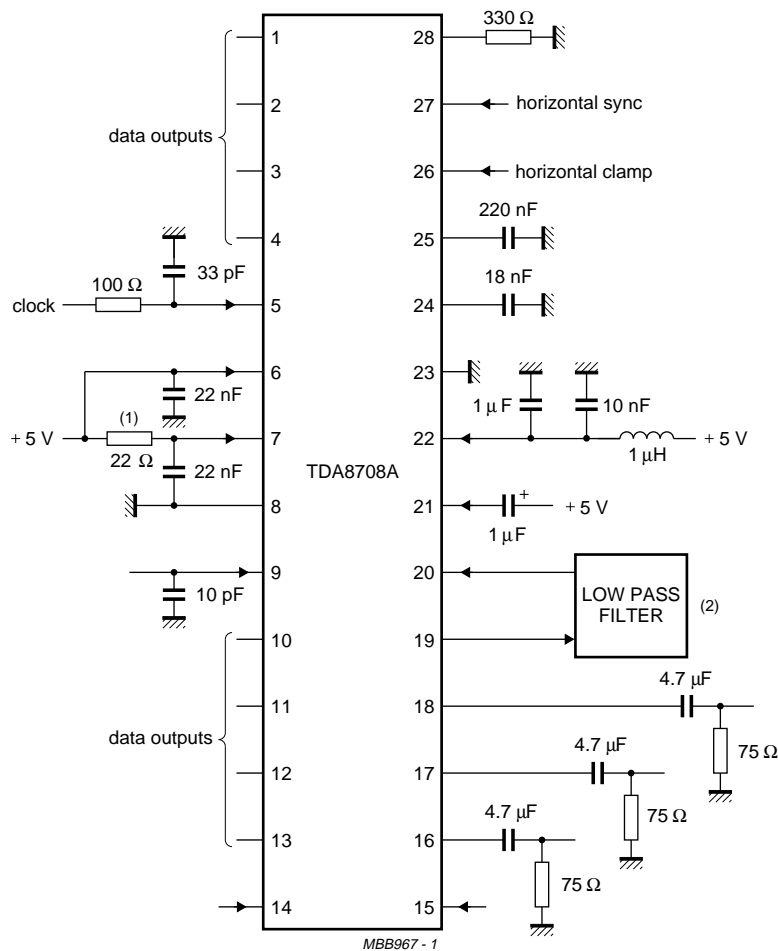 330 Ω
1
28
2
27
horizontal sync
data outputs
3
26
horizontal clamp
220 nF
4
25
33 pF
18 nF
100 Ω
clock
5
24
6
23
22 nF
1 μF
10 nF
(1)
+ 5 V
7
22
+ 5 V
22 Ω
1 μH
22 nF
TDA8708A
8
21
+
+ 5 V
1 μF
9
20
10 pF
LOW PASS
FILTER
(2)
10
19
4.7 μF
11
18
data outputs
4.7 μF
75 Ω
12
17
4.7 μF
75 Ω
13
16
75 Ω
14
15
MBB967 - 1